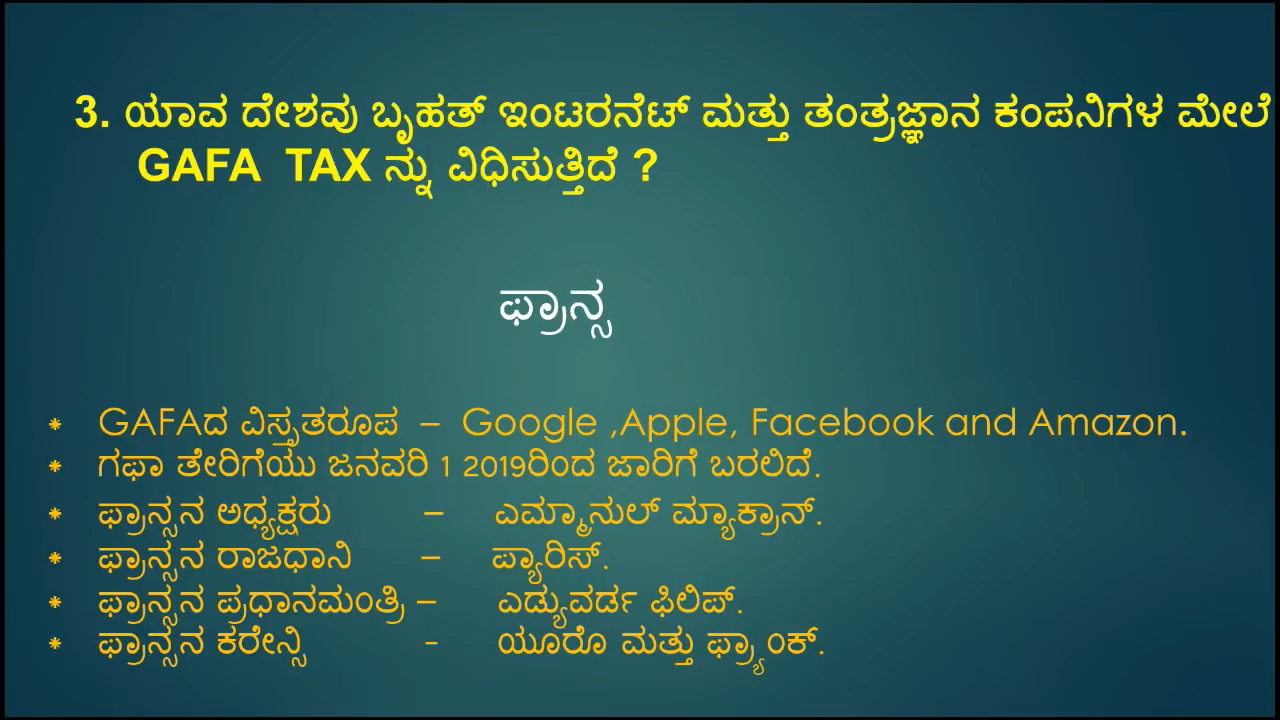 3. ಯಾವ ದೇಶವು ಬೃಹತ್ ಇಂಟರನೆಟ್ ಮತ್ತು ತಂತ್ರಜ್ಞಾನ ಕಂಪನಿಗಳ ಮೇಲೆ
GAFA TAX ನ್ನು ವಿಧಿಸುತ್ತಿದೆ ?
ಫ್ರಾನ್ಸ
* GAFAದ ವಿಸ್ತೃತರೂಪ – Google ,Apple, Facebook and Amazon.
* ಗಫಾ ತೇರಿಗೆಯು ಜನವರಿ 1 2019ರಿಂದ ಜಾರಿಗೆ ಬರಲಿದೆ.
* ಫ್ರಾನ್ಸನ ಅಧ್ಯಕ್ಷರು – ಎಮ್ಮಾನುಲ್ ಮ್ಯಾಕ್ರಾನ್.
* ಫ್ರಾನ್ಸನ ರಾಜಧಾನಿ – ಪ್ಯಾರಿಸ್.
* ಫ್ರಾನ್ಸನ ಪ್ರಧಾನಮಂತ್ರಿ – ಎಡ್ಯುವರ್ಡ ಫಿಲಿಪ್.
* ಫ್ರಾನ್ಸನ ಕರೇನ್ಸಿ - ಯೂರೊ ಮತ್ತು ಫ್ರ್ಯಾಂಕ್.